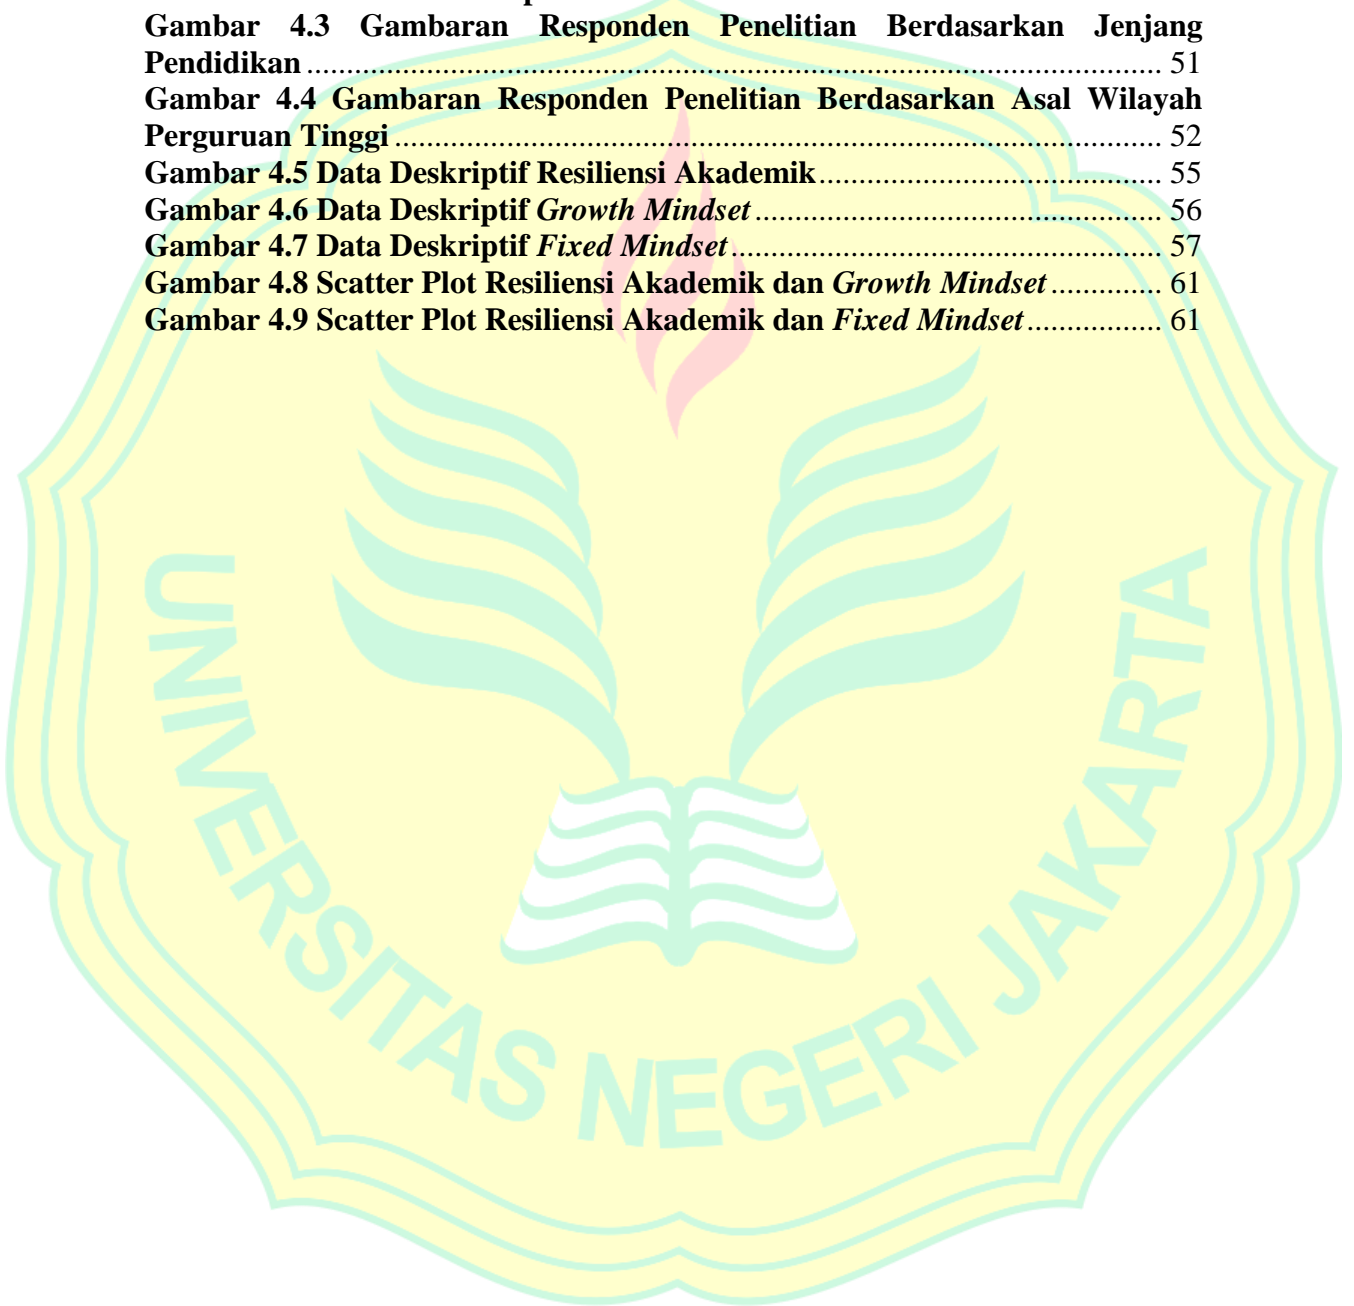 Gambar 4.3 Gambaran Responden Penelitian Berdasarkan Jenjang
Pendidikan ........................................................................................... 51
Gambar 4.4 Gambaran Responden Penelitian Berdasarkan Asal Wilayah
Perguruan Tinggi ................................................................................. 52
Gambar 4.5 Data Deskriptif Resiliensi Akademik .................................... 55
Gambar 4.6 Data Deskriptif Growth Mindset ........................................... 56
Gambar 4.7 Data Deskriptif Fixed Mindset .............................................. 57
Gambar 4.8 Scatter Plot Resiliensi Akademik dan Growth Mindset ............ 61
Gambar 4.9 Scatter Plot Resiliensi Akademik dan Fixed Mindset ................. 61
UNIVERSITAS NEGERI JAKARTA